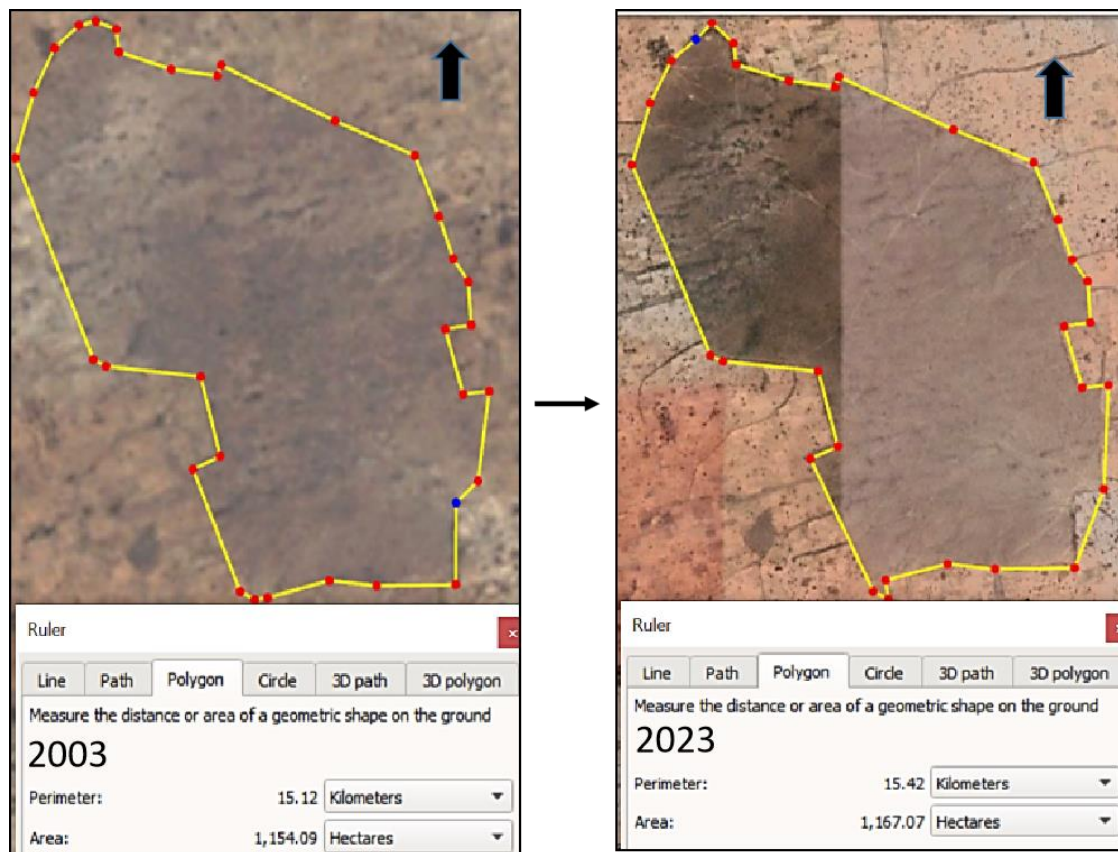 Ruler
x
Line Path Polygon Circle 3D path 3D polygon
Measure the distance or area of a geometric shape on the ground
2003
Perimeter: 15.12 Kilometers
Area: 1,154.09 Hectares
Ruler
Line Path Polygon Circle 3D path 3D polygon
Measure the distance or area of a geometric shape on the ground
2023
Perimeter: 15.42 Kilometers
Area: 1,167.07 Hectares